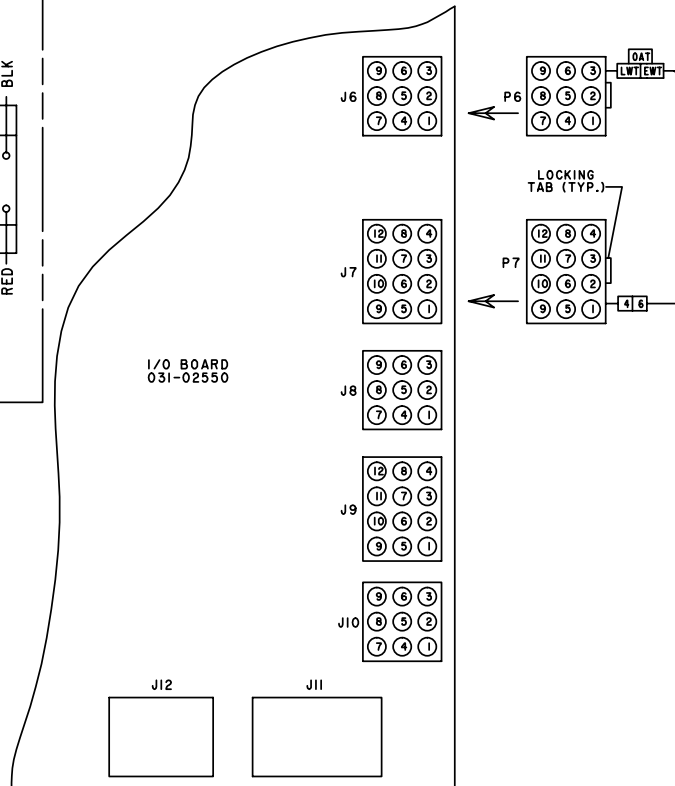 BLK
RED
I/O BOARD
031-02550
J6
9 6 3
8 5 2
7 4 1
J7
12 8 4
11 7 3
10 6 2
9 5 1
J8
9 6 3
8 5 2
7 4 1
J9
12 8 4
11 7 3
10 6 2
9 5 1
J10
9 6 3
8 5 2
7 4 1
J12
J11
P6
9 6 3
8 5 2
7 4 1
OAT
LWT EWT
LOCKING
TAB (TYP.)
P7
12 8 4
11 7 3
10 6 2
9 5 1
4 6